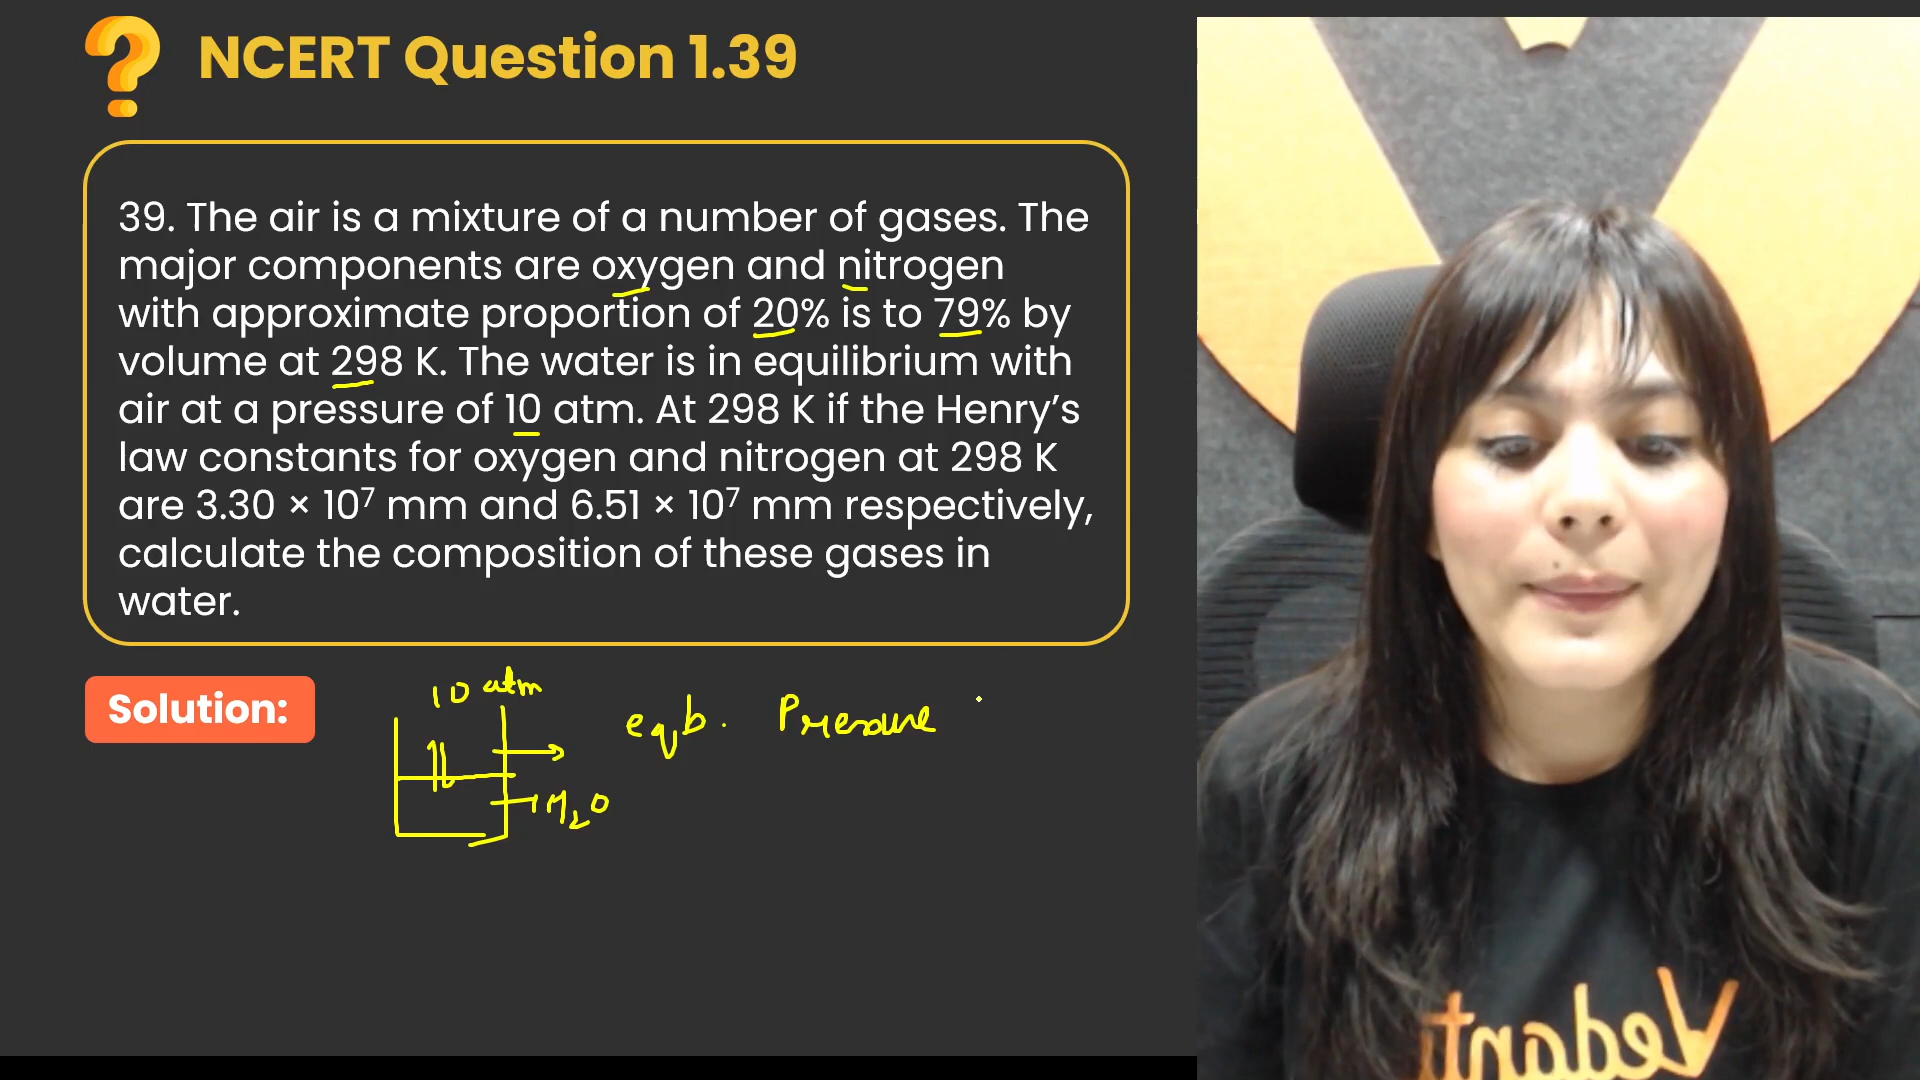 NCERT Question 1.39
39. The air is a mixture of a number of gases. The
major components are oxygen and nitrogen
with approximate proportion of 20% is to 79% by
volume at 298 K. The water is in equilibrium with
air at a pressure of 10 atm. At 298 K if the Henry’s
law constants for oxygen and nitrogen at 298 K
are 3.30 × 10⁷ mm and 6.51 × 10⁷ mm respectively,
calculate the composition of these gases in
water.
Solution:
10 atm
eqb. Pressure
H₂O
Vedant